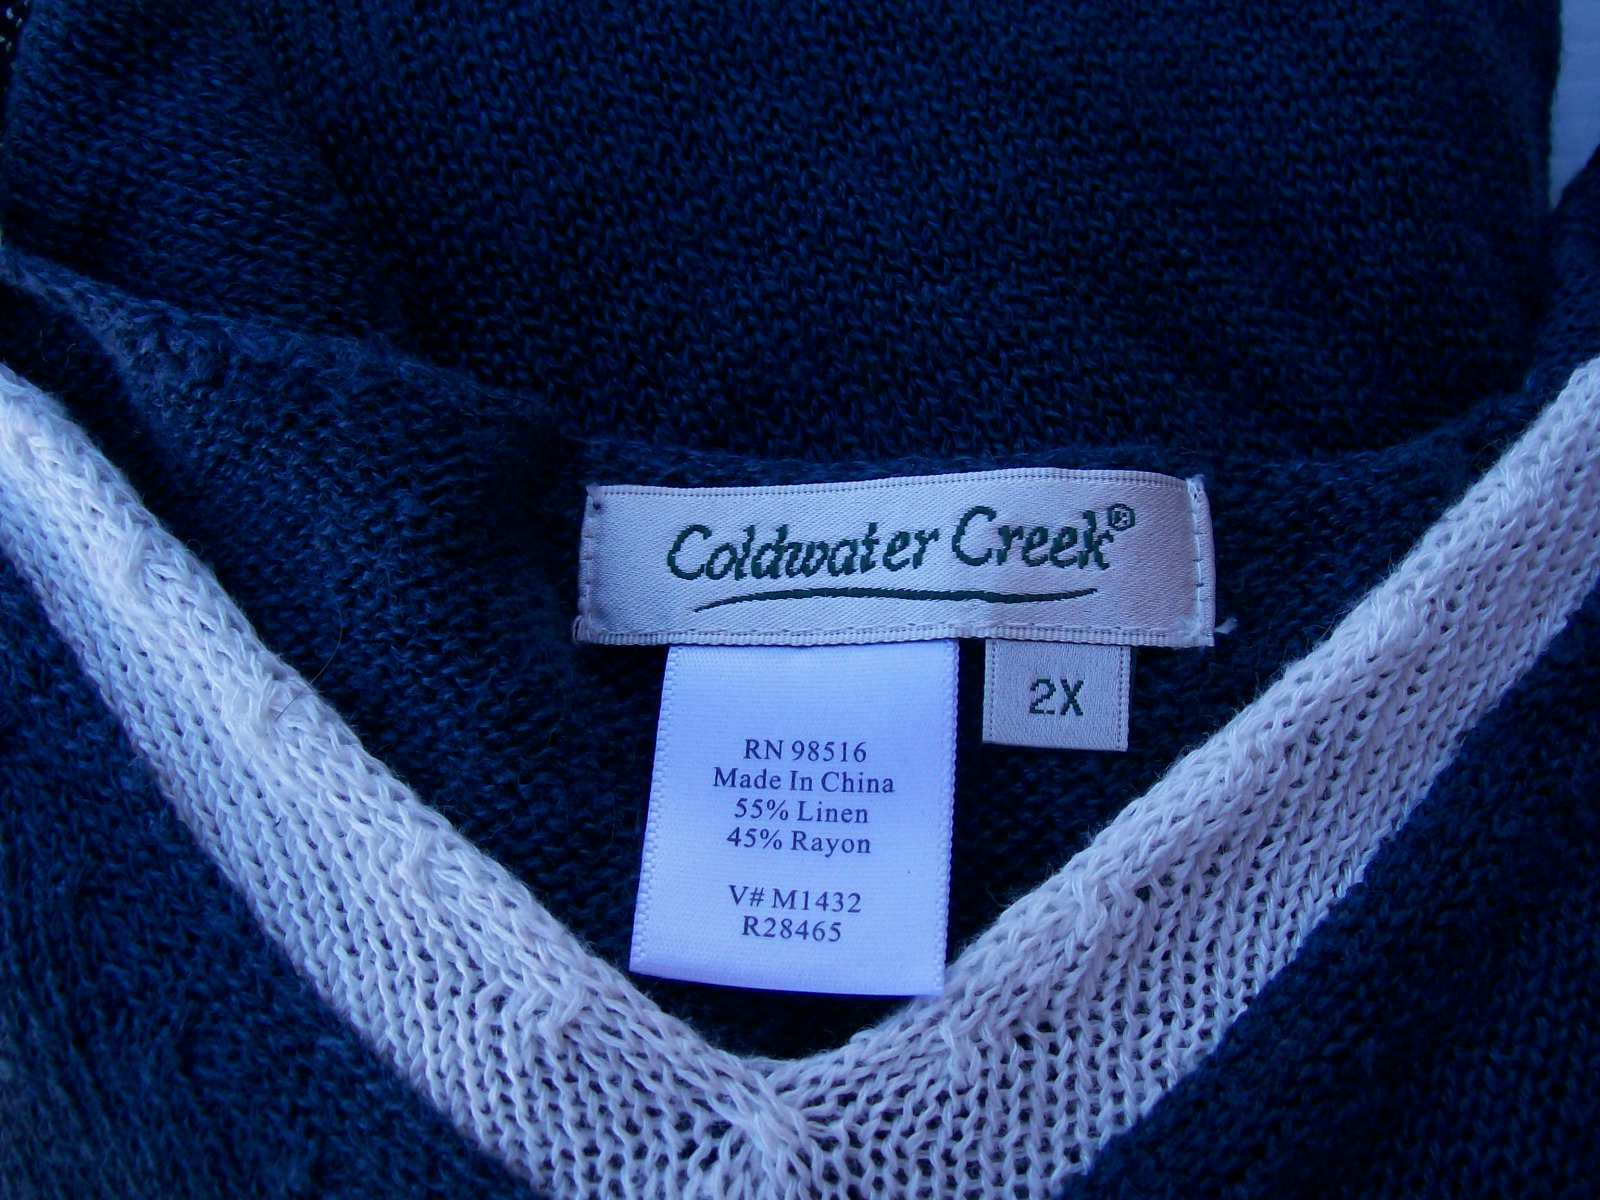 Coldwater Creek®
2X
RN 98516
Made In China
55% Linen
45% Rayon
V# M1432
R28465